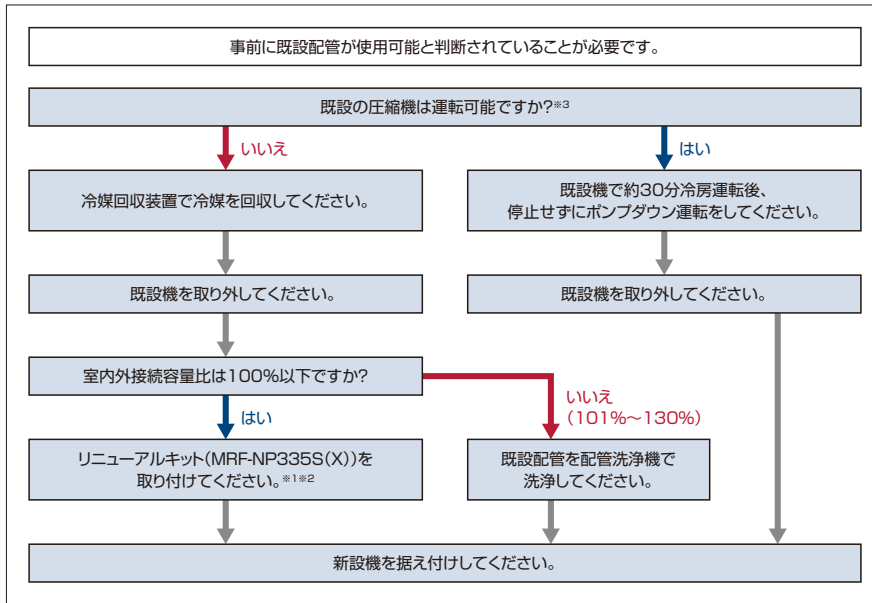 事前に既設配管が使用可能と判断されていることが必要です。
既設の圧縮機は運転可能ですか?※3
いいえ
はい
冷媒回収装置で冷媒を回収してください。
既設機で約30分冷房運転後、
停止せずにポンプダウン運転をしてください。
既設機を取り外してください。
既設機を取り外してください。
室内外接続容量比は100%以下ですか?
いいえ
(101%〜130%)
はい
リニューアルキット(MRF-NP335S(X))を
取り付けてください。※1※2
既設配管を配管洗浄機で
洗浄してください。
新設機を据え付けしてください。